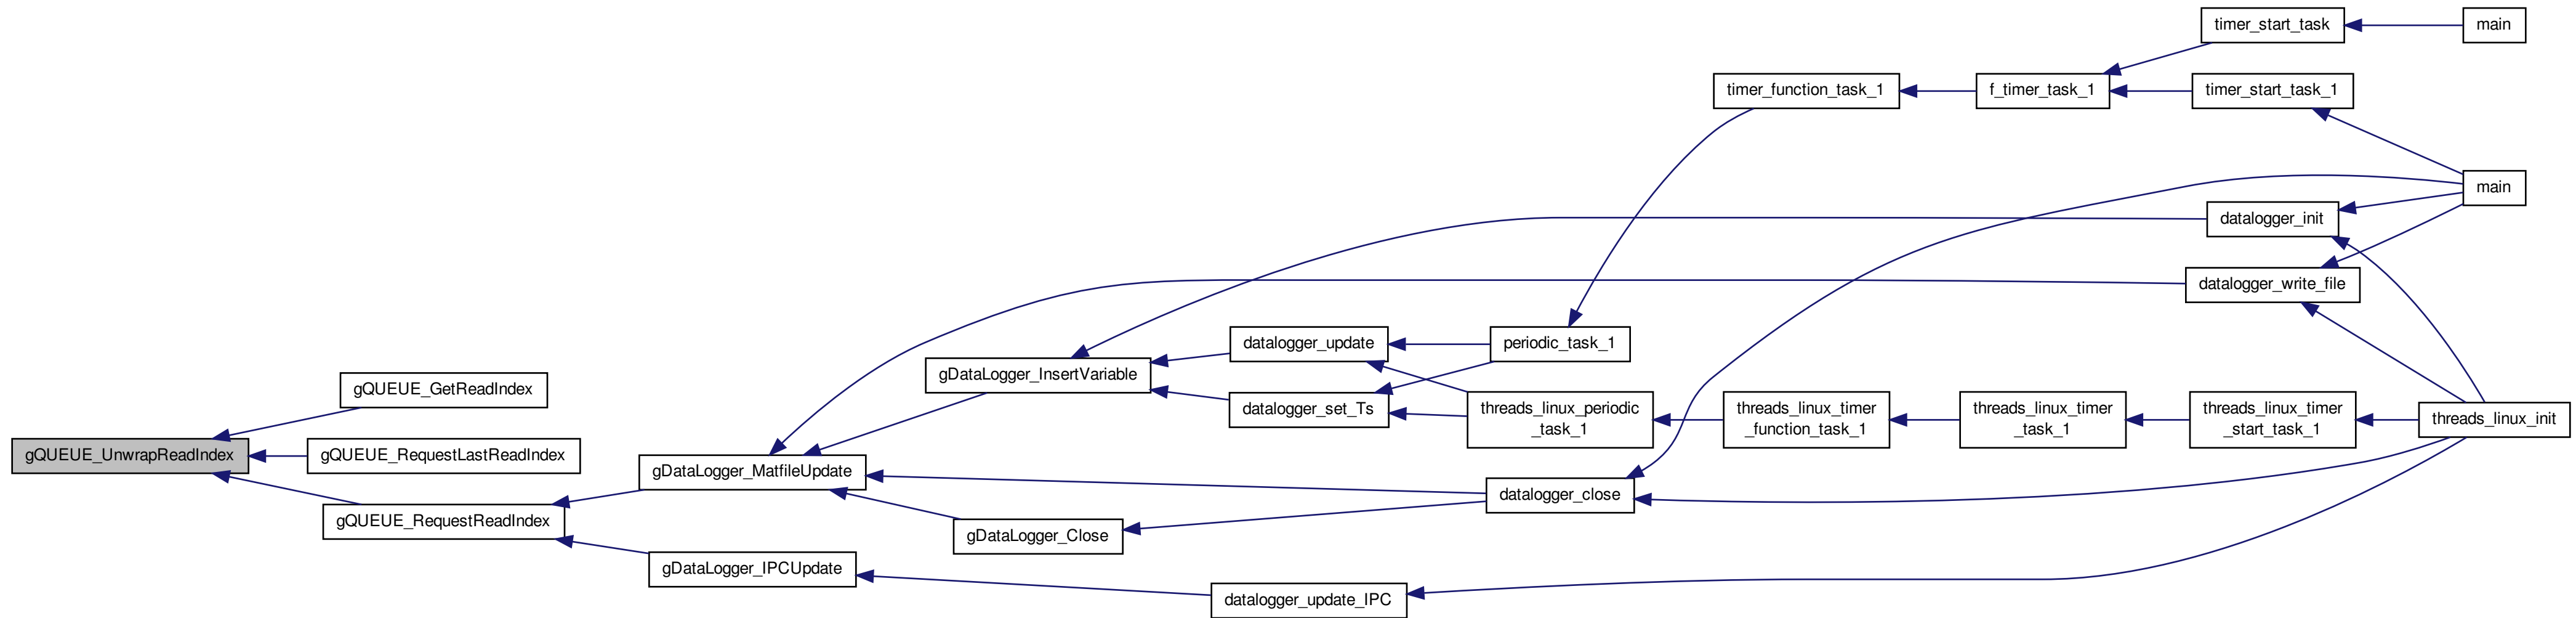 timer_start_task
main
timer_function_task_1
f_timer_task_1
timer_start_task_1
main
datalogger_init
datalogger_write_file
datalogger_update
periodic_task_1
gDataLogger_InsertVariable
gQUEUE_GetReadIndex
datalogger_set_Ts
threads_linux_periodic
_task_1
threads_linux_timer
_function_task_1
threads_linux_timer
_task_1
threads_linux_timer
_start_task_1
threads_linux_init
gQUEUE_UnwrapReadIndex
gQUEUE_RequestLastReadIndex
gDataLogger_MatfileUpdate
datalogger_close
gQUEUE_RequestReadIndex
gDataLogger_Close
gDataLogger_IPCUpdate
datalogger_update_IPC